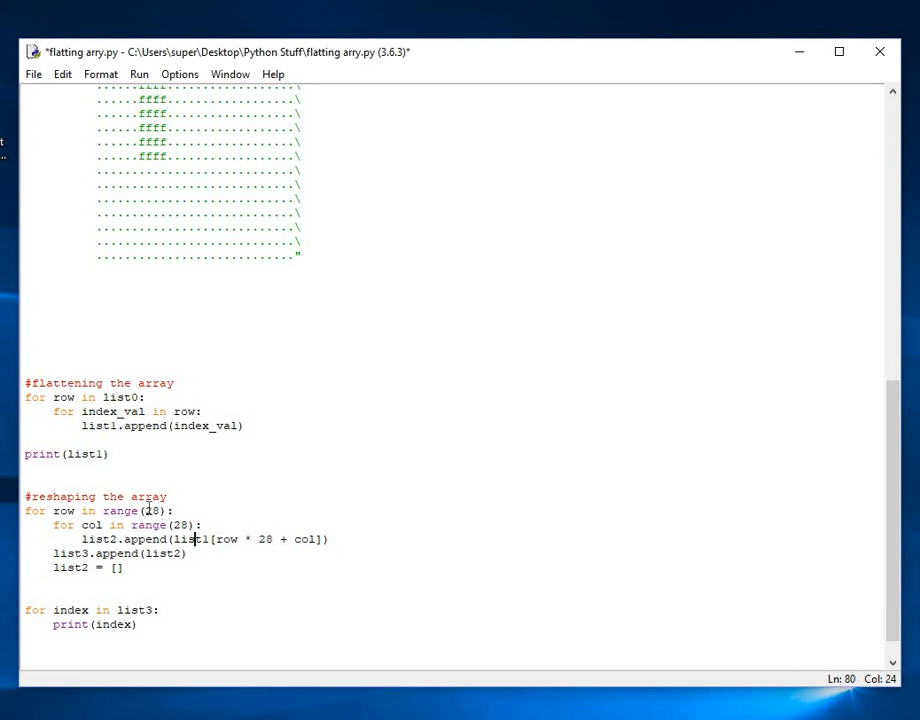 *flatting arry.py - C:\Users\super\Desktop\Python Stuff\flatting arry.py (3.6.3)*
File Edit Format Run Options Window Help
......ffff..................\
......ffff..................\
......ffff..................\
......ffff..................\
......ffff..................\
......ffff..................\
............................\
............................\
............................\
............................\
............................\
............................\
............................"
#flattening the array
for row in list0:
    for index_val in row:
        list1.append(index_val)
print(list1)
#reshaping the array
for row in range(28):
    for col in range(28):
        list2.append(list1[row * 28 + col])
    list3.append(list2)
    list2 = []
for index in list3:
    print(index)
Ln: 80 Col: 24